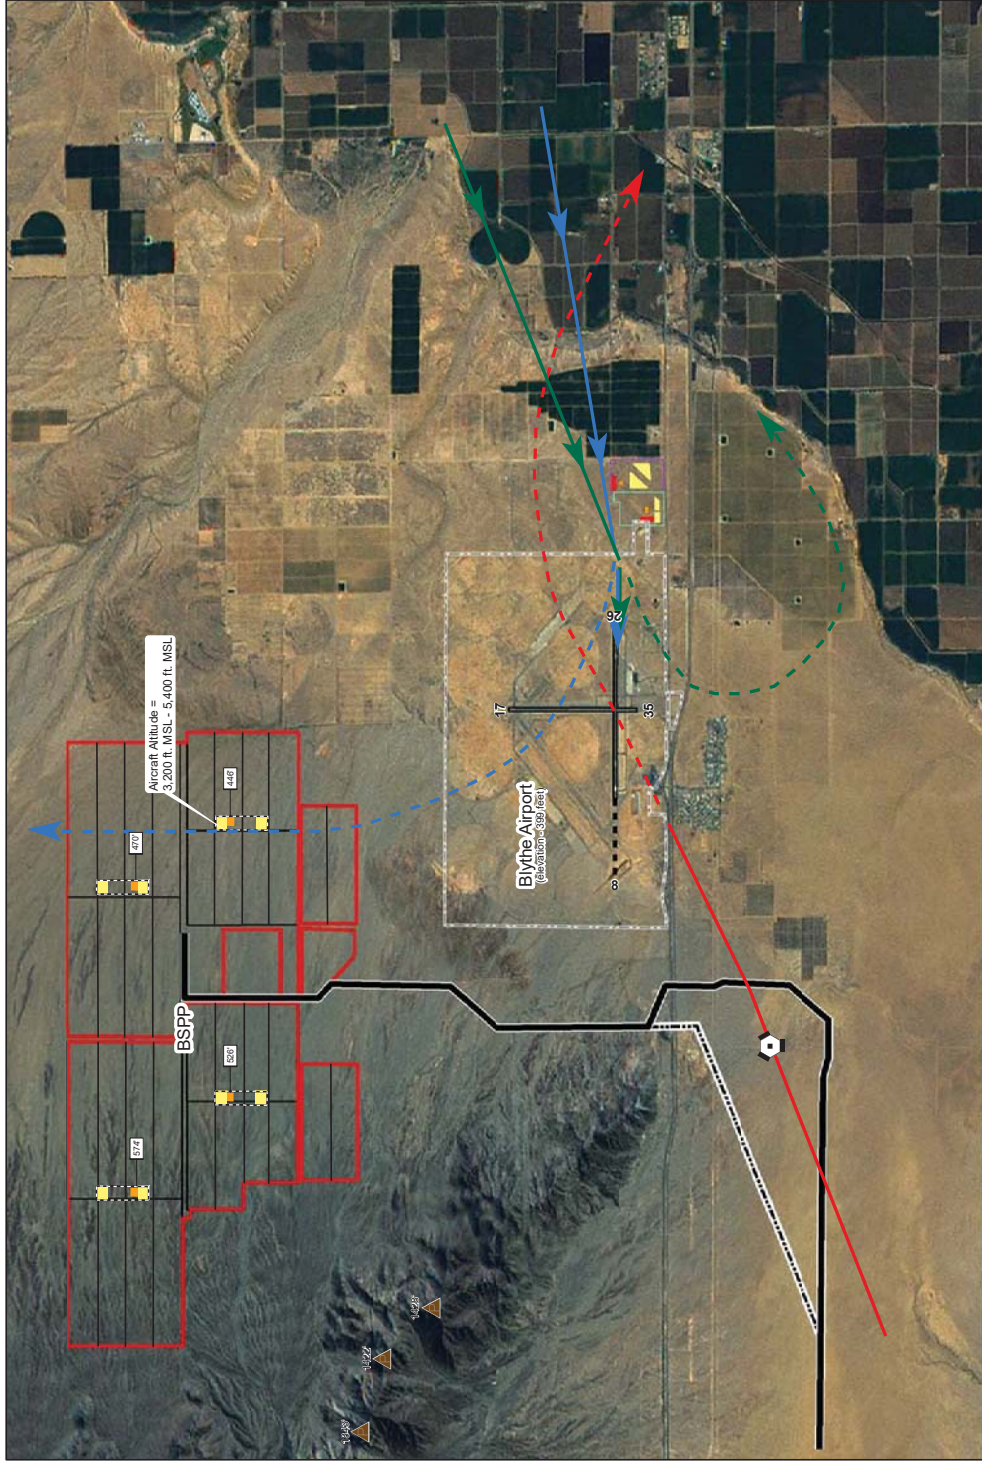 Aircraft Altitude =
3,200 ft. MSL - 5,400 ft. MSL
470'
446'
BSPP
574'
526'
17
26
35
8
Blythe Airport
(elevation - 399 feet)
1428'
1422'